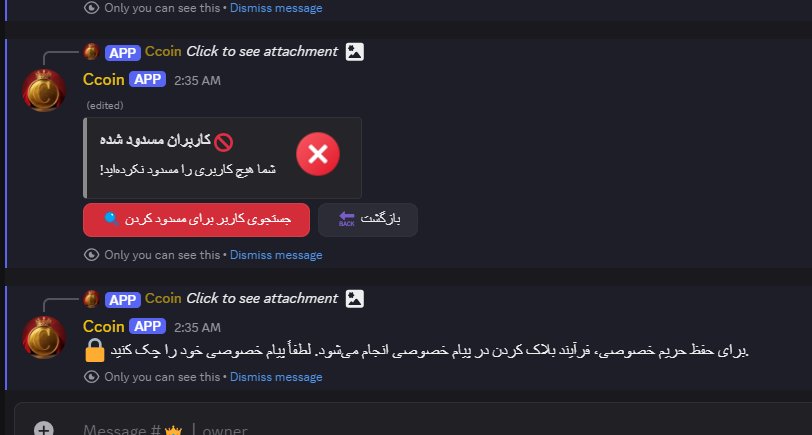 Only you can see this • Dismiss message
APP Ccoin Click to see attachment
Ccoin APP 2:35 AM
(edited)
کاربران مسدود شده
شما هیچ کاربری را مسدود نکرده‌اید!
جستجوی کاربر برای مسدود کردن
بازگشت
BACK
Only you can see this • Dismiss message
APP Ccoin Click to see attachment
Ccoin APP 2:35 AM
برای حفظ حریم خصوصی، فرآیند بلاک کردن در پیام خصوصی انجام می‌شود. لطفاً پیام خصوصی خود را چک کنید.
Only you can see this • Dismiss message
Message # | owner